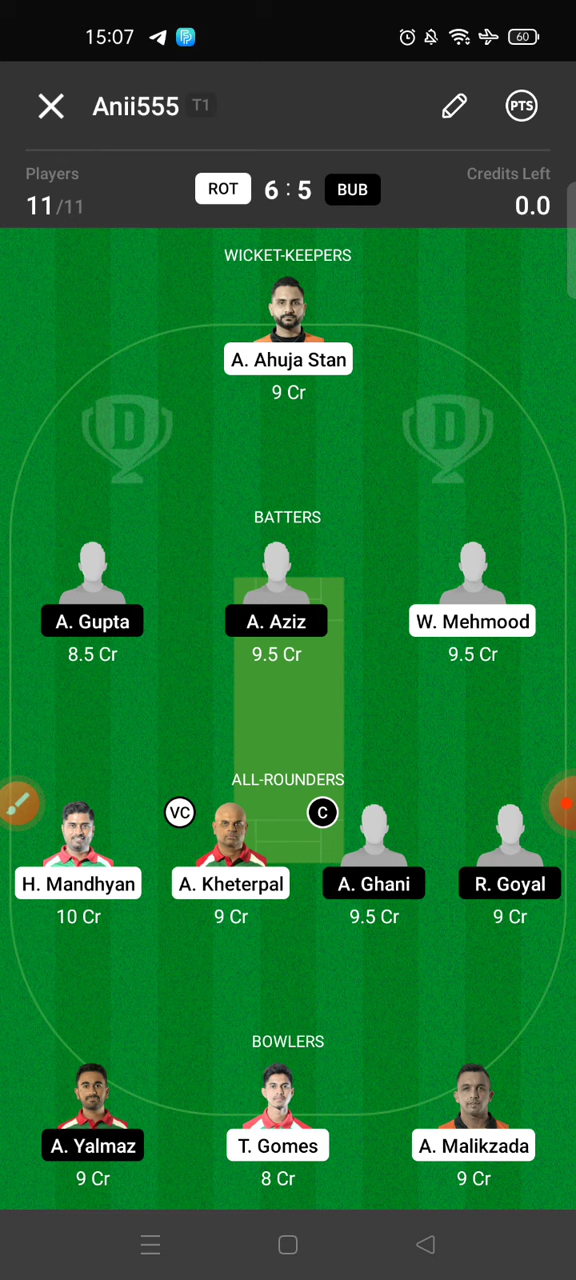 15:07
60
Anii555 T1
PTS
Players
Credits Left
11/11
ROT 6 : 5 BUB
0.0
WICKET-KEEPERS
A. Ahuja Stan
9 Cr
D D
BATTERS
A. Gupta A. Aziz W. Mehmood
8.5 Cr 9.5 Cr 9.5 Cr
ALL-ROUNDERS
VC C
H. Mandhyan A. Kheterpal A. Ghani R. Goyal
10 Cr 9 Cr 9.5 Cr 9 Cr
BOWLERS
A. Yalmaz T. Gomes A. Malikzada
9 Cr 8 Cr 9 Cr